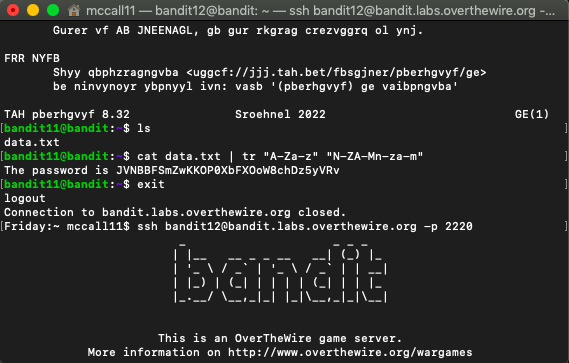 mccall11 — bandit12@bandit: ~ — ssh bandit12@bandit.labs.overthewire.org -...
Gurer vf AB JNEENAGL, gb gur rkgrag crezvggrq ol ynj.
FRR NYFB
Shyy qbphzragngvba <uggcf://jjj.tah.bet/fbsgjner/pberhgvyf/ge>
be ninvynoyr ybpnyyl ivn: vasb '(pberhgvyf) ge vaibpngvba'
TAH pberhgvyf 8.32 Sroehnel 2022 GE(1)
[bandit11@bandit:~$ ls ]
data.txt
[bandit11@bandit:~$ cat data.txt | tr "A-Za-z" "N-ZA-Mn-za-m" ]
The password is JVNBBFSmZwKKOP0XbFXOoW8chDz5yVRv
[bandit11@bandit:~$ exit ]
logout
Connection to bandit.labs.overthewire.org closed.
[Friday:~ mccall11$ ssh bandit12@bandit.labs.overthewire.org -p 2220 ]
bandit
This is an OverTheWire game server.
More information on http://www.overthewire.org/wargames